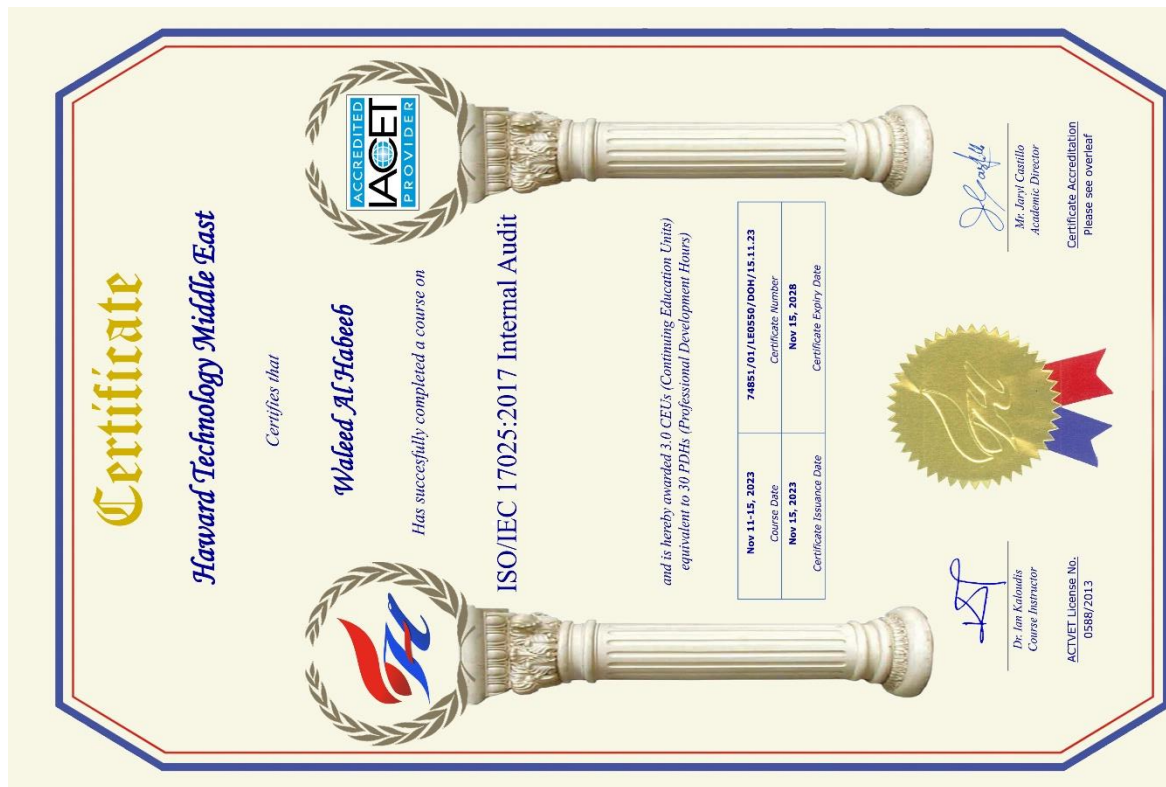 Certificate
Haward Technology Middle East
Certifies that
Waleed Al Habeeb
Has succesfully completed a course on
ISO/IEC 17025:2017 Internal Audit
and is hereby awarded 3.0 CEUs (Continuing Education Units)
equivalent to 30 PDHs (Professional Development Hours)
Nov 11-15, 2023
Course Date
74851/01/LE0550/DOH/15.11.23
Certificate Number
Nov 15, 2023
Certificate Issuance Date
Nov 15, 2028
Certificate Expiry Date
Dr. Ian Kaloudis
Course Instructor
ACTVET License No.
0588/2013
Mr. Jaryl Castillo
Academic Director
Certificate Accreditation
Please see overleaf
ACCREDITED
IACET
PROVIDER